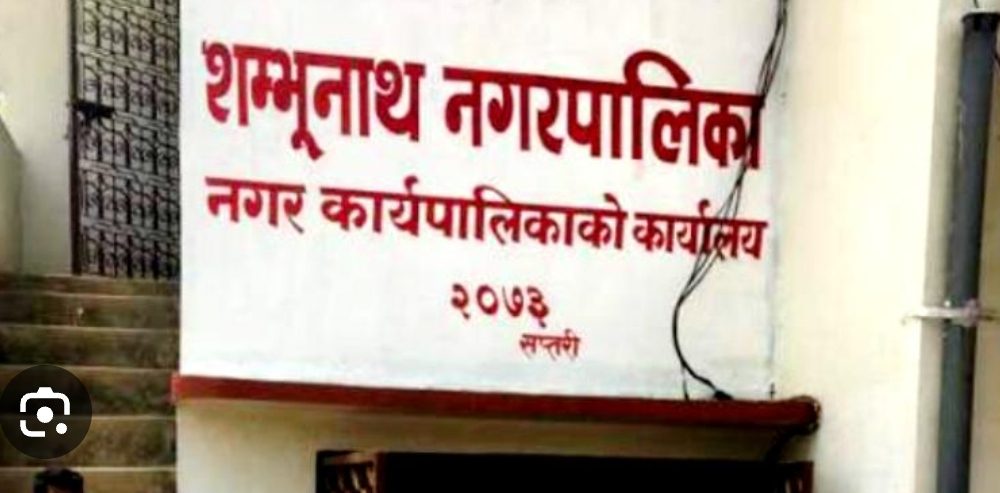 शम्भूनाथ नगरपालिका
नगर कार्यपालिकाको कार्यालय
२०७३
सप्तरी